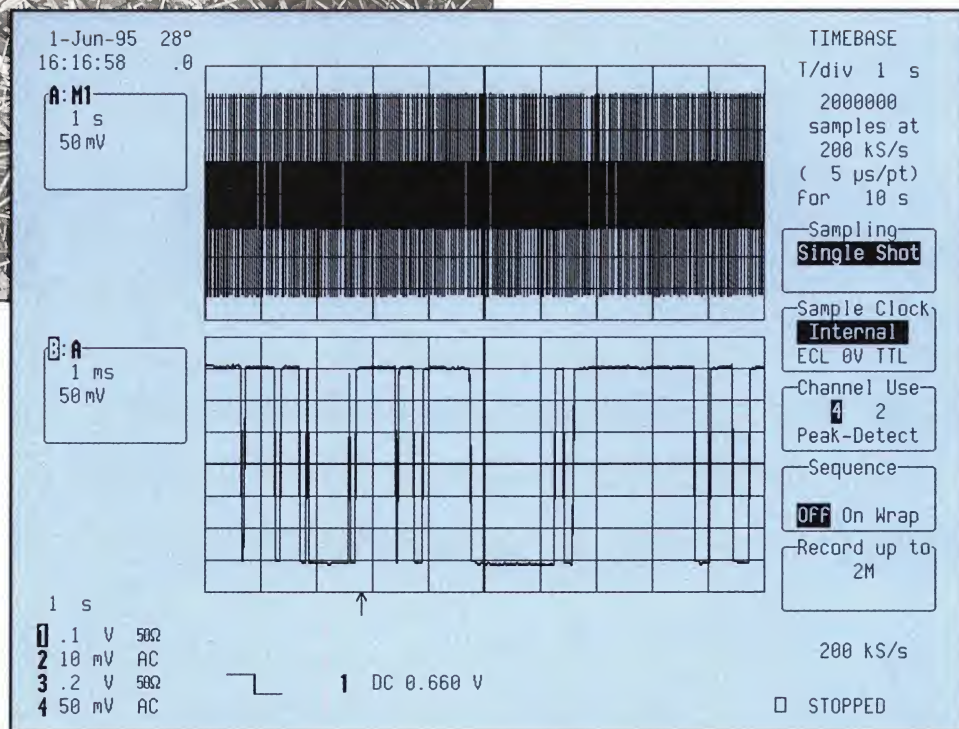 1-Jun-95 28°
16:16:58 .0
A:M1
1 s
50 mV
B:A
1 ms
50 mV
1 s
1 .1 V 50Ω
2 10 mV AC
3 .2 V 50Ω
4 50 mV AC
1 DC 0.660 V
TIMEBASE
T/div 1 s
2000000
samples at
200 kS/s
( 5 µs/pt)
for 10 s
Sampling
Single Shot
Sample Clock
Internal
ECL 0V TTL
Channel Use
4 2
Peak-Detect
Sequence
Off On Wrap
Record up to
2M
200 kS/s
STOPPED